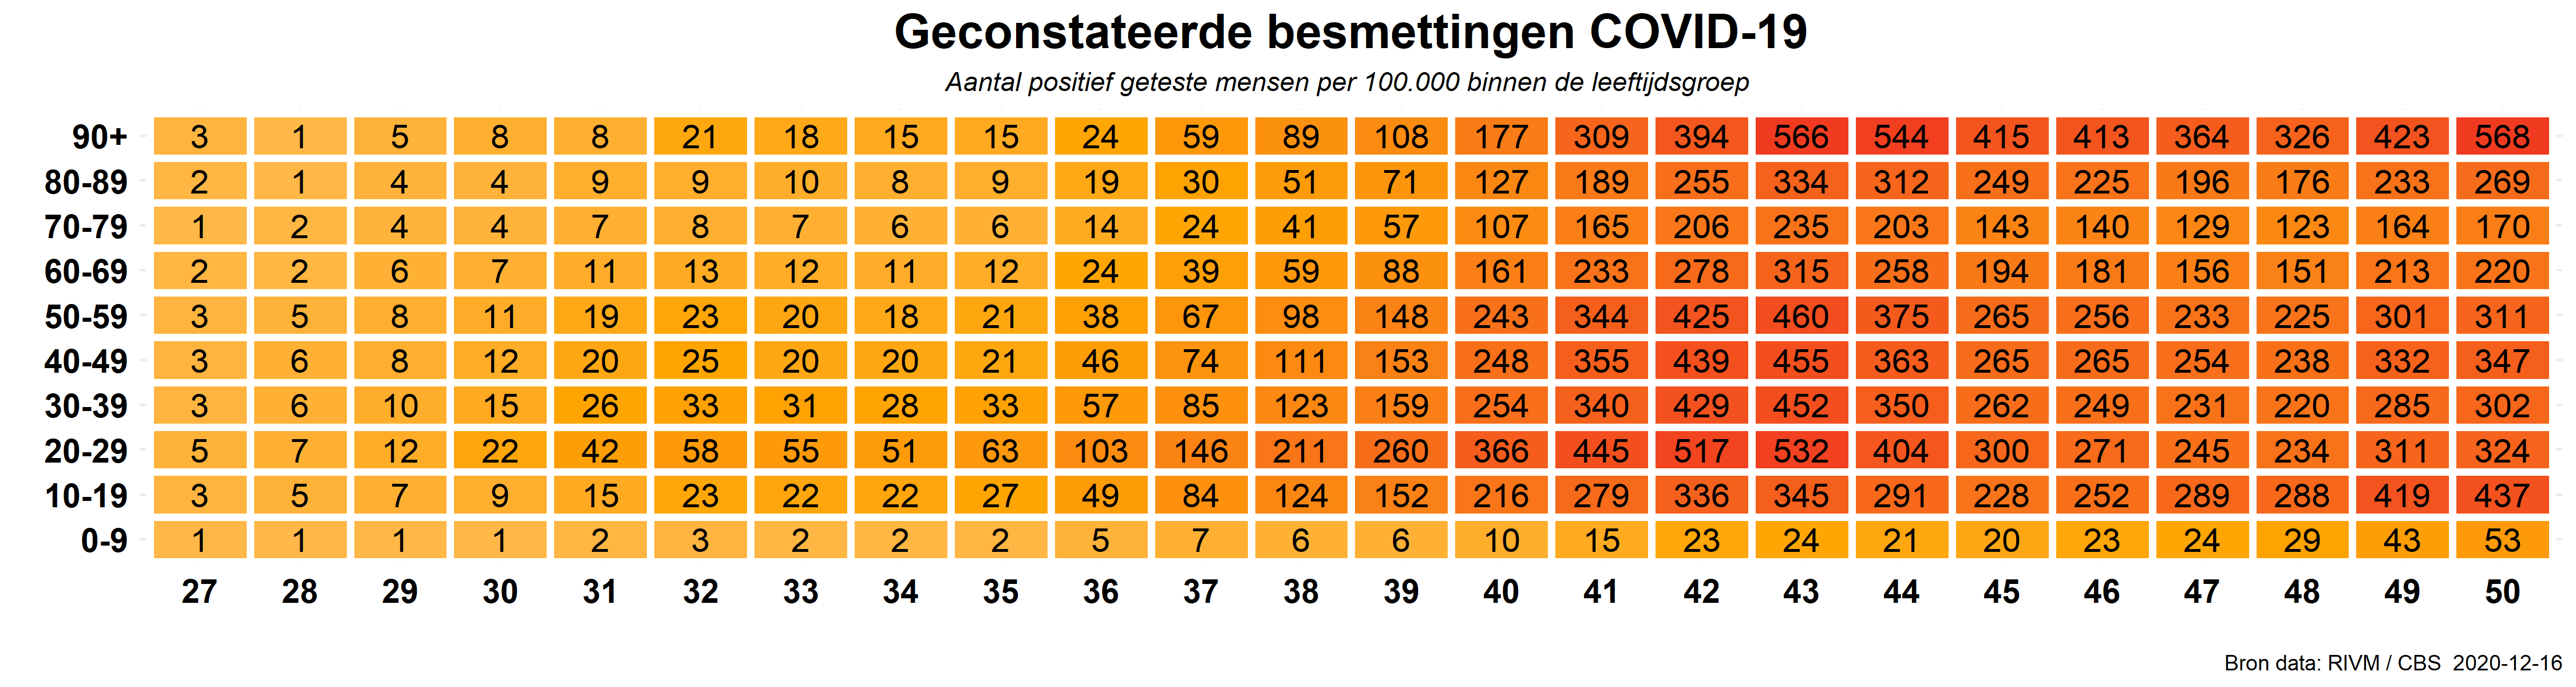 Geconstateerde besmettingen COVID-19
Aantal positief geteste mensen per 100.000 binnen de leeftijdsgroep
90+ 3 1 5 8 8 21 18 15 15 24 59 89 108 177 309 394 566 544 415 413 364 326 423 568
80-89 2 1 4 4 9 9 10 8 9 19 30 51 71 127 189 255 334 312 249 225 196 176 233 269
70-79 1 2 4 4 7 8 7 6 6 14 24 41 57 107 165 206 235 203 143 140 129 123 164 170
60-69 2 2 6 7 11 13 12 11 12 24 39 59 88 161 233 278 315 258 194 181 156 151 213 220
50-59 3 5 8 11 19 23 20 18 21 38 67 98 148 243 344 425 460 375 265 256 233 225 301 311
40-49 3 6 8 12 20 25 20 20 21 46 74 111 153 248 355 439 455 363 265 265 254 238 332 347
30-39 3 6 10 15 26 33 31 28 33 57 85 123 159 254 340 429 452 350 262 249 231 220 285 302
20-29 5 7 12 22 42 58 55 51 63 103 146 211 260 366 445 517 532 404 300 271 245 234 311 324
10-19 3 5 7 9 15 23 22 22 27 49 84 124 152 216 279 336 345 291 228 252 289 288 419 437
0-9 1 1 1 1 2 3 2 2 2 5 7 6 6 10 15 23 24 21 20 23 24 29 43 53
27 28 29 30 31 32 33 34 35 36 37 38 39 40 41 42 43 44 45 46 47 48 49 50
Bron data: RIVM / CBS 2020-12-16